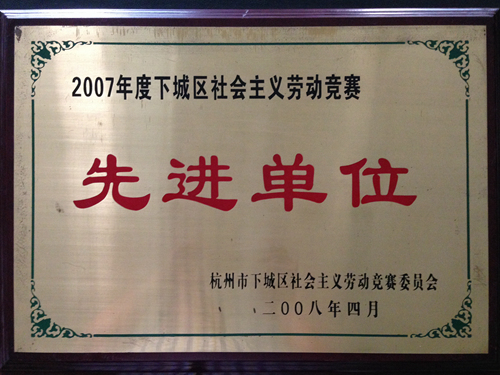 2007年度下城区社会主义劳动竞赛
先进单位
杭州市下城区社会主义劳动竞赛委员会
二OO八年四月